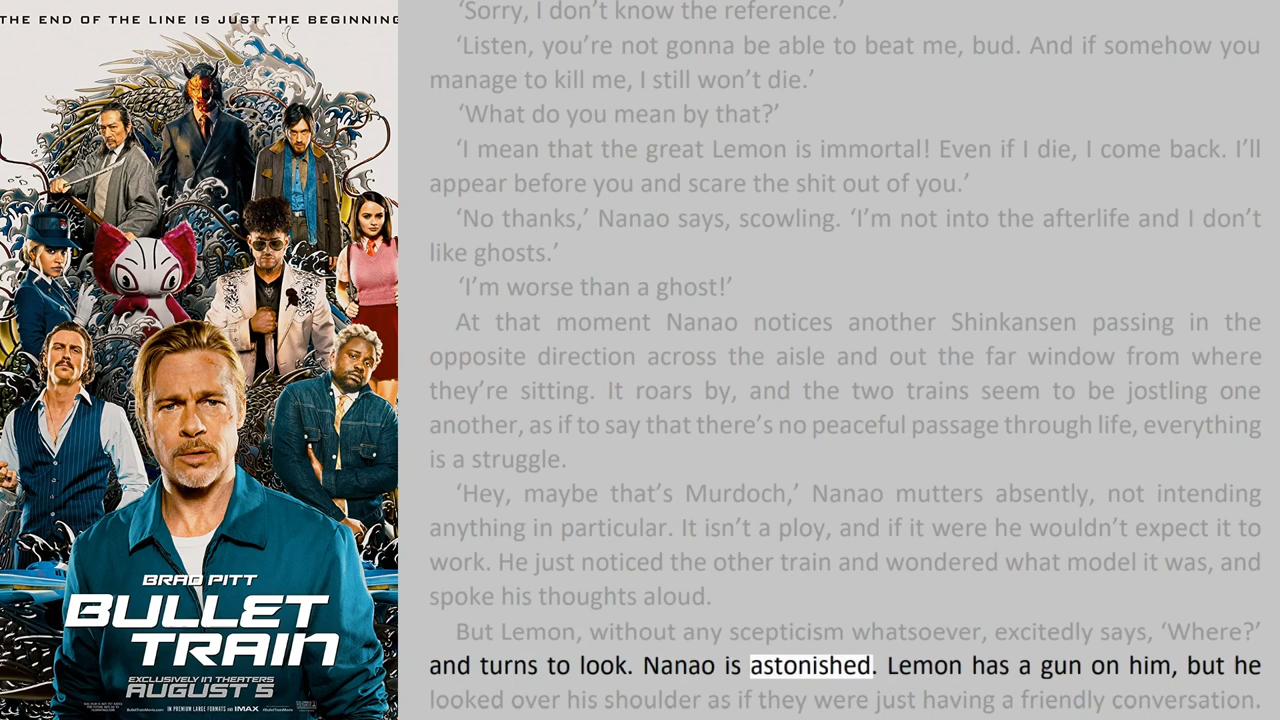 THE END OF THE LINE IS JUST THE BEGINNING
BRAD PITT
BULLET
TRAIN
EXCLUSIVELY IN THEATERS
AUGUST 5
IN PREMIUM LARGE FORMATS AND IMAX
‘Sorry, I don’t know the reference.’
‘Listen, you’re not gonna be able to beat me, bud. And if somehow you
manage to kill me, I still won’t die.’
‘What do you mean by that?’
‘I mean that the great Lemon is immortal! Even if I die, I come back. I’ll
appear before you and scare the shit out of you.’
‘No thanks,’ Nanao says, scowling. ‘I’m not into the afterlife and I don’t
like ghosts.’
‘I’m worse than a ghost!’
At that moment Nanao notices another Shinkansen passing in the
opposite direction across the aisle and out the far window from where
they’re sitting. It roars by, and the two trains seem to be jostling one
another, as if to say that there’s no peaceful passage through life, everything
is a struggle.
‘Hey, maybe that’s Murdoch,’ Nanao mutters absently, not intending
anything in particular. It isn’t a ploy, and if it were he wouldn’t expect it to
work. He just noticed the other train and wondered what model it was, and
spoke his thoughts aloud.
But Lemon, without any scepticism whatsoever, excitedly says, ‘Where?’
and turns to look. Nanao is astonished. Lemon has a gun on him, but he
looked over his shoulder as if they were just having a friendly conversation.